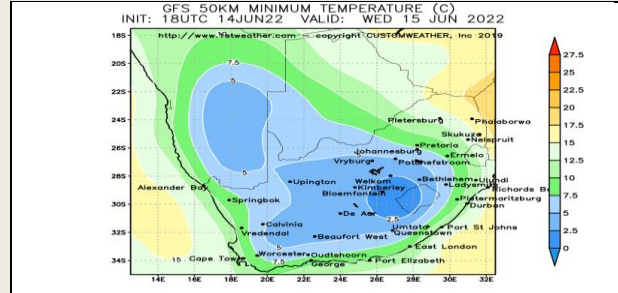 GFS 50KM MINIMUM TEMPERATURE (C)
INIT: 18UTC 14JUN22 VALID: WED 15 JUN 2022
http://www.1stweather.com - copyright CUSTOMWEATHER, Inc 2019
18S
20S
22S
24S
26S
28S
30S
32S
34S
12E 14E 16E 18E 20E 22E 24E 26E 28E 30E 32E
10
7.5
5
5
Pietersburg
Phalaborwa
Skukuza
Nelspruit
Pretoria
Johannesburg
Ermelo
Vryburg
Potchefstroom
Welkom
Bethlehem
Ulundi
Alexander Bay
Upington
Kimberley
Ladysmith
Richards B
Bloemfontein
Springbok
Pietermaritzburg
Durban
De Aar
2.5
Umtata
Port St Johns
Calvinia
Queenstown
Vredendal
Beaufort West
East London
5
Worcester
Oudtshoorn
15
Cape Town
7.5
George
Port Elizabeth
27.5
25
22.5
20
17.5
15
12.5
10
7.5
5
2.5
0